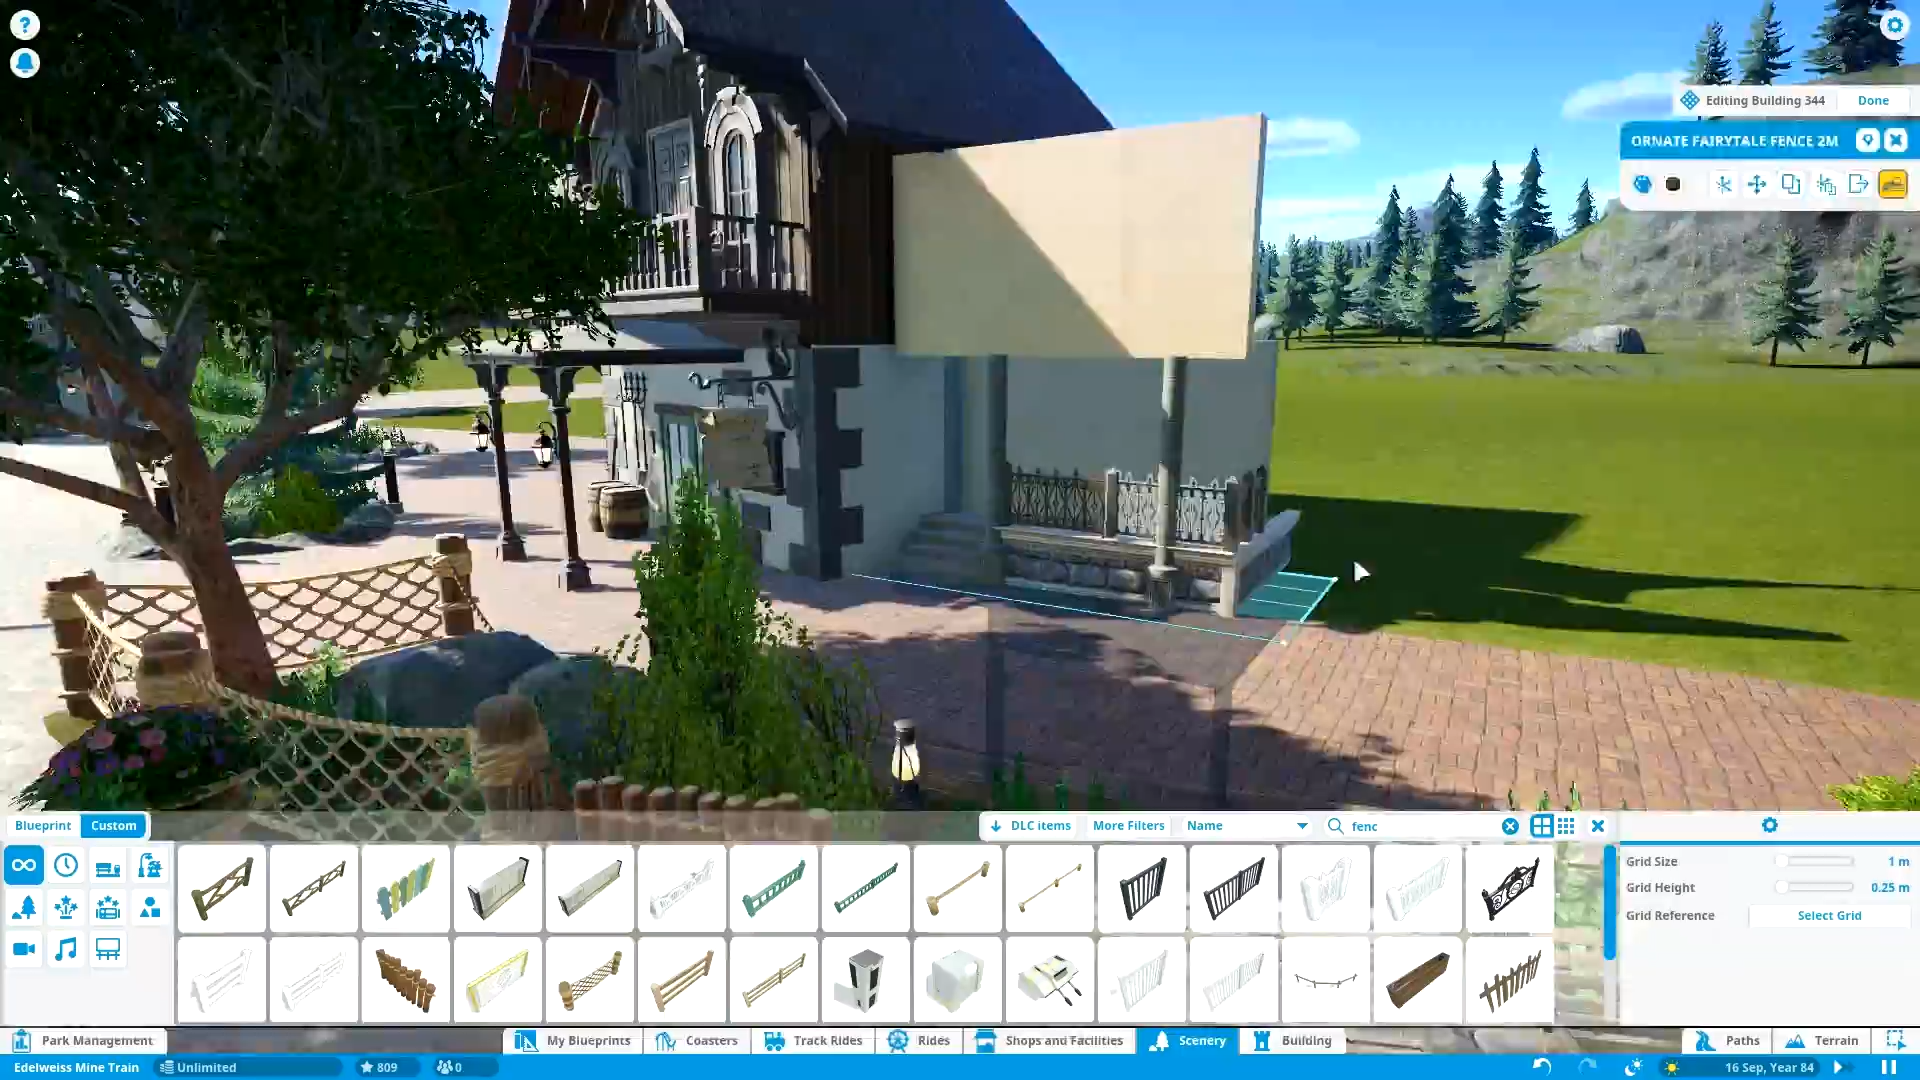 ?
Editing Building 344 Done
ORNATE FAIRYTALE FENCE 2M
Blueprint Custom
DLC items More Filters Name fenc
Grid Size 1 m
Grid Height 0.25 m
Grid Reference Select Grid
Park Management My Blueprints Coasters Track Rides Rides Shops and Facilities Scenery Building Paths Terrain
Edelweiss Mine Train Unlimited 809 0 16 Sep, Year 84